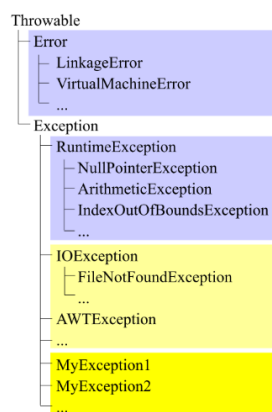 Throwable
Error
LinkageError
VirtualMachineError
...
Exception
RuntimeException
NullPointerException
ArithmeticException
IndexOutOfBoundsException
...
IOException
FileNotFoundException
...
AWTException
...
MyException1
MyException2
...